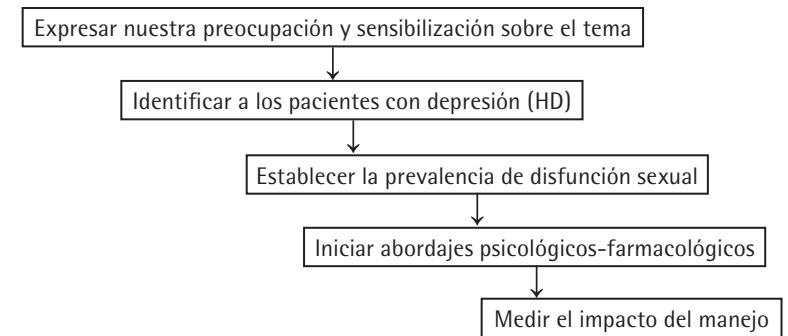 Expresar nuestra preocupación y sensibilización sobre el tema
Identificar a los pacientes con depresión (HD)
Establecer la prevalencia de disfunción sexual
Iniciar abordajes psicológicos-farmacológicos
Medir el impacto del manejo